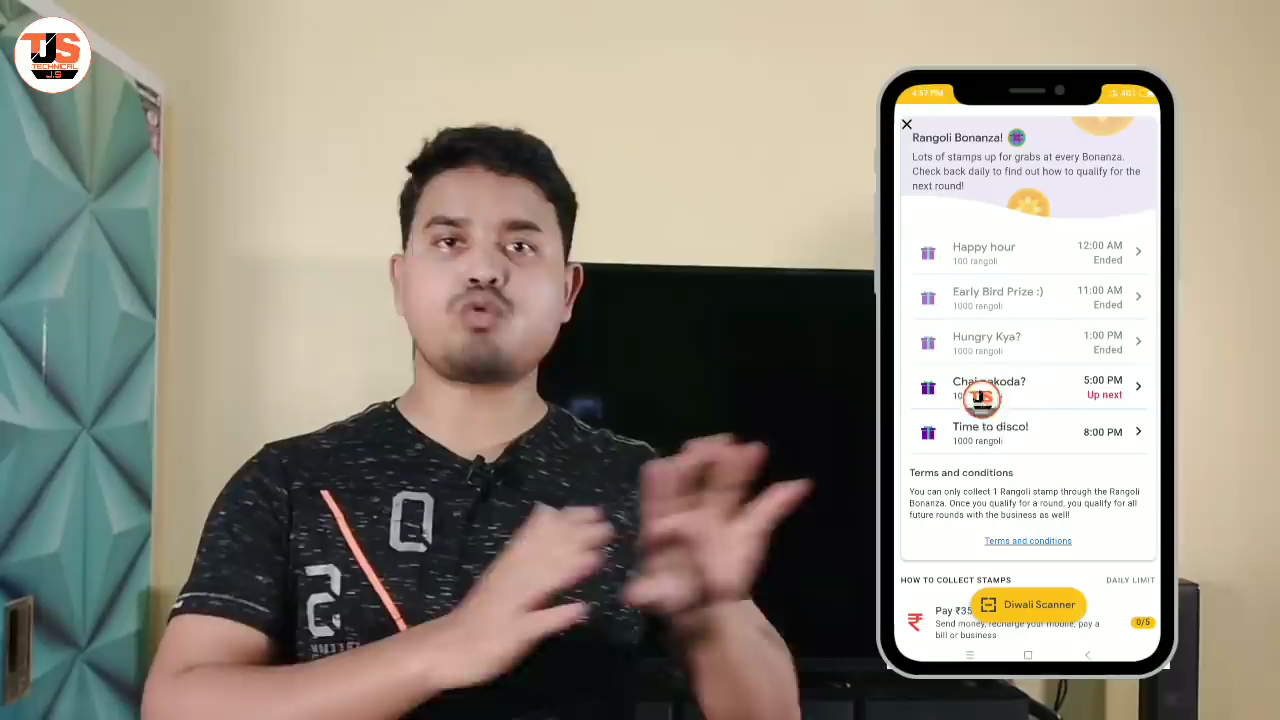 TJS
TECHNICAL
J.S
4:57 PM
Rangoli Bonanza!
Lots of stamps up for grabs at every Bonanza.
Check back daily to find out how to qualify for the
next round!
Happy hour
100 rangoli
12:00 AM
Ended
Early Bird Prize :)
1000 rangoli
11:00 AM
Ended
Hungry Kya?
1000 rangoli
1:00 PM
Ended
5:00 PM
Up next
TJS
Time to disco!
1000 rangoli
8:00 PM
Terms and conditions
You can only collect 1 Rangoli stamp through the Rangoli
Bonanza. Once you qualify for a round, you qualify for all
future rounds with the business as well!
Terms and conditions
HOW TO COLLECT STAMPS
DAILY LIMIT
Diwali Scanner
Pay ₹35
Send money, recharge your mobile, pay a
bill or business
0/5